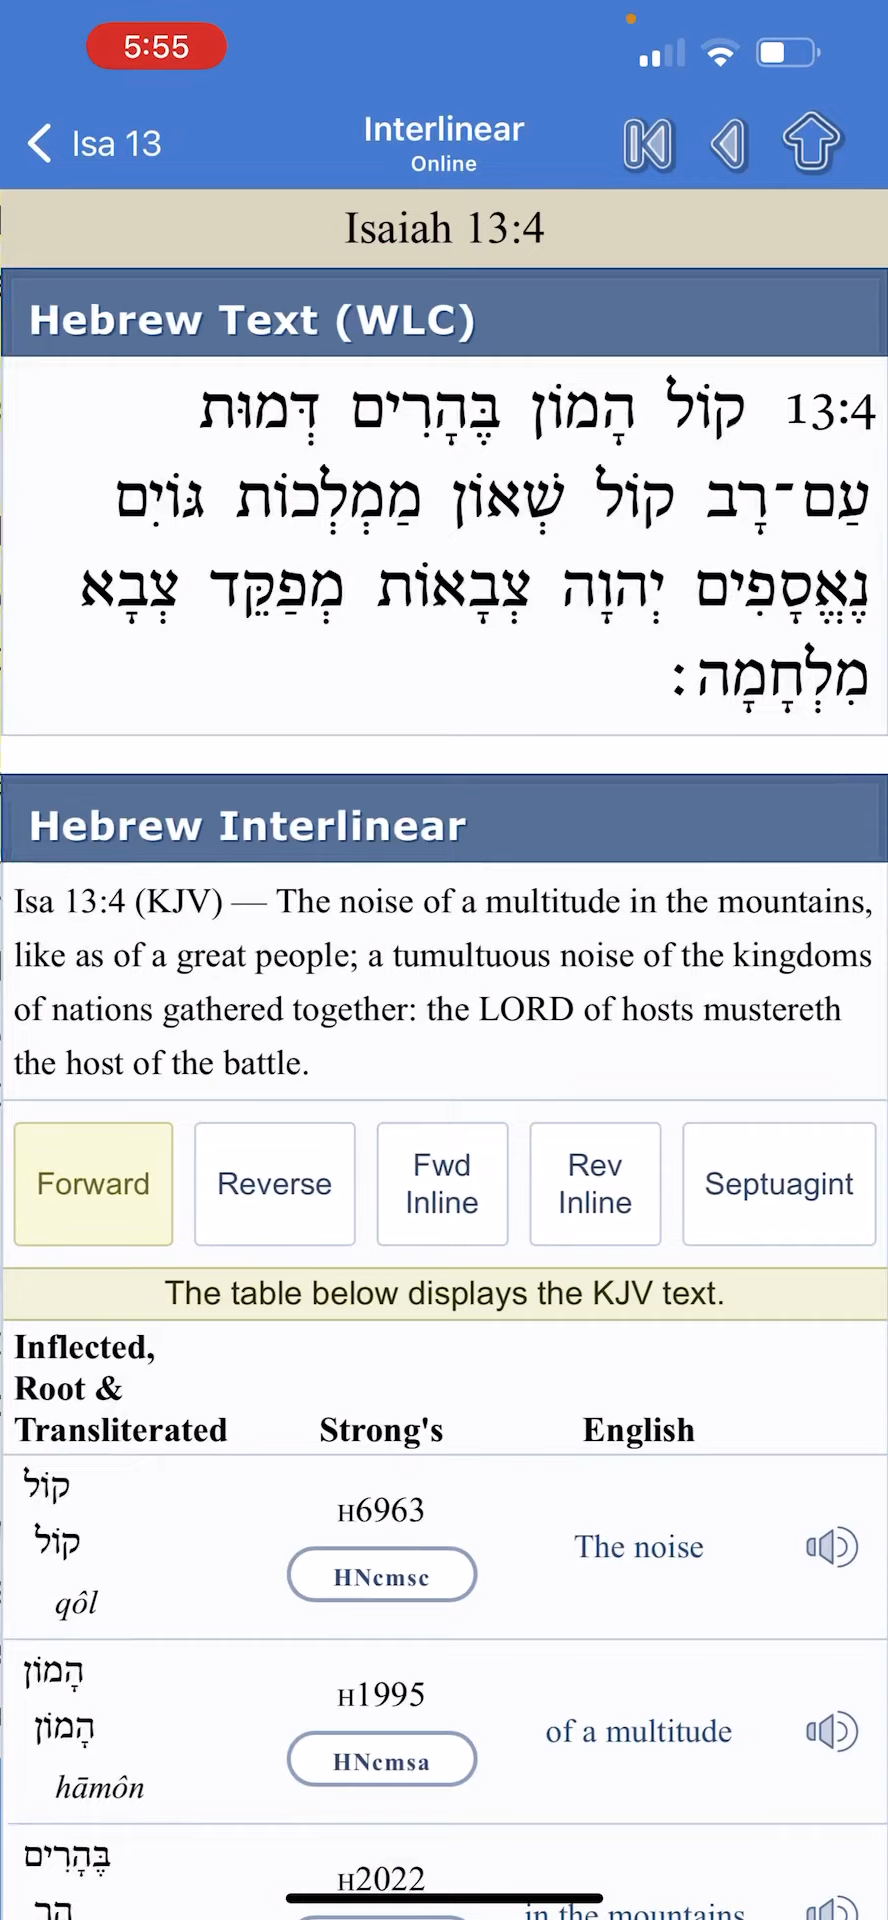 5:55
Isa 13
Interlinear
Online
Isaiah 13:4
Hebrew Text (WLC)
13:4 קוֹל הָמוֹן בֶּהָרִים דְּמוּת
עַם־רָב קוֹל שְׁאוֹן מַמְלְכוֹת גּוֹיִם
נֶאֱסָפִים יְהוָה צְבָאוֹת מְפַקֵּד צְבָא
מִלְחָמָה׃
Hebrew Interlinear
Isa 13:4 (KJV) — The noise of a multitude in the mountains,
like as of a great people; a tumultuous noise of the kingdoms
of nations gathered together: the LORD of hosts mustereth
the host of the battle.
Forward
Reverse
Fwd
Inline
Rev
Inline
Septuagint
The table below displays the KJV text.
Inflected,
Root &
Transliterated
Strong's
English
קוֹל
קוֹל
qôl
H6963
HNcmsc
The noise
הָמוֹן
הָמוֹן
hāmôn
H1995
HNcmsa
of a multitude
בֶּהָרִים
הַר
H2022
in the mountains